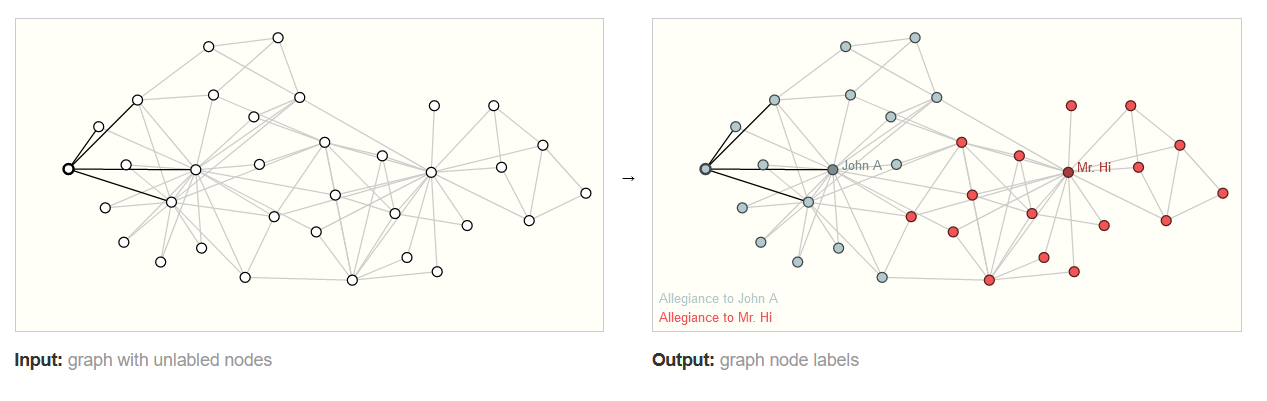 →
John A
Mr. Hi
Allegiance to John A
Allegiance to Mr. Hi
Input: graph with unlabled nodes
Output: graph node labels